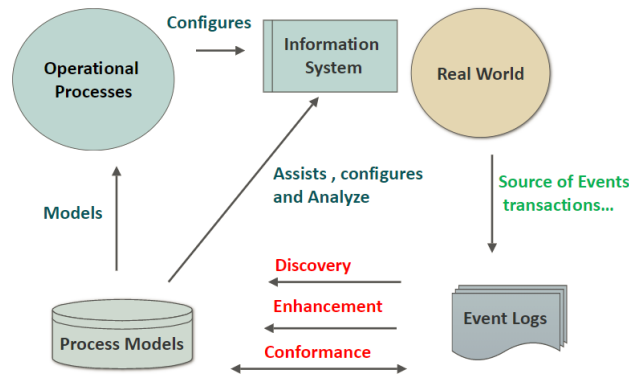 Configures
Operational
Processes
Information
System
Real World
Assists , configures
and Analyze
Source of Events
transactions...
Models
Discovery
Enhancement
Conformance
Process Models
Event Logs